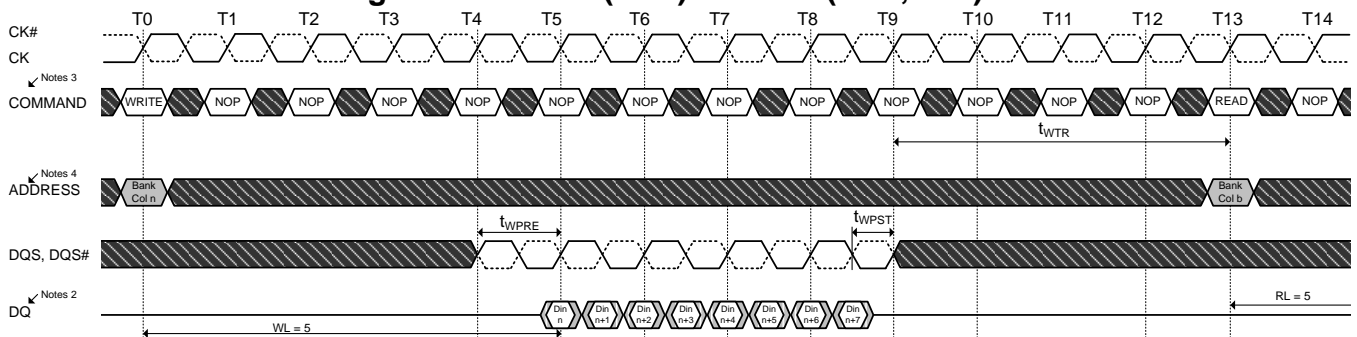 T0 T1 T2 T3 T4 T5 T6 T7 T8 T9 T10 T11 T12 T13 T14
CK#
CK
Notes 3
COMMAND WRITE NOP NOP NOP NOP NOP NOP NOP NOP NOP NOP NOP NOP READ NOP
tWTR
Notes 4
ADDRESS
Bank
Col n
Bank
Col b
tWPRE
tWPST
DQS, DQS#
Notes 2
DQ
Din
n
Din
n+1
Din
n+2
Din
n+3
Din
n+4
Din
n+5
Din
n+6
Din
n+7
RL = 5
WL = 5